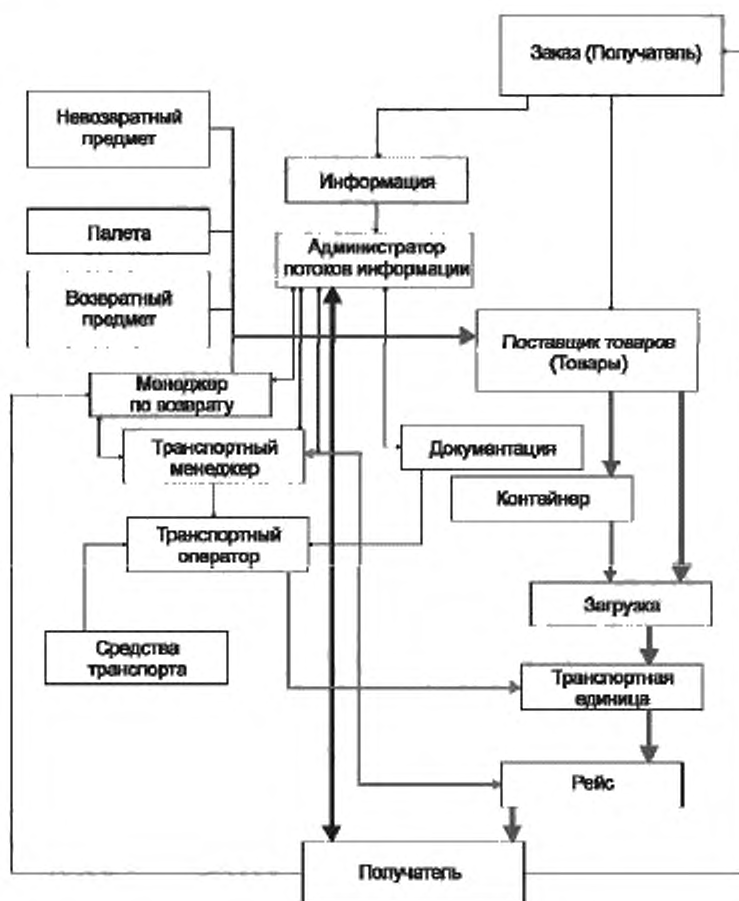 Заказ (Получатель)
Невозвратный
предмет
Информация
Палета
Администратор
потоков информации
Возвратный
предмет
Поставщик товаров
(Товары)
Менеджер
по возврату
Транспортный
менеджер
Документация
Контейнер
Транспортный
оператор
Загрузка
Средства
транспорта
Транспортная
единица
Рейс
Получатель